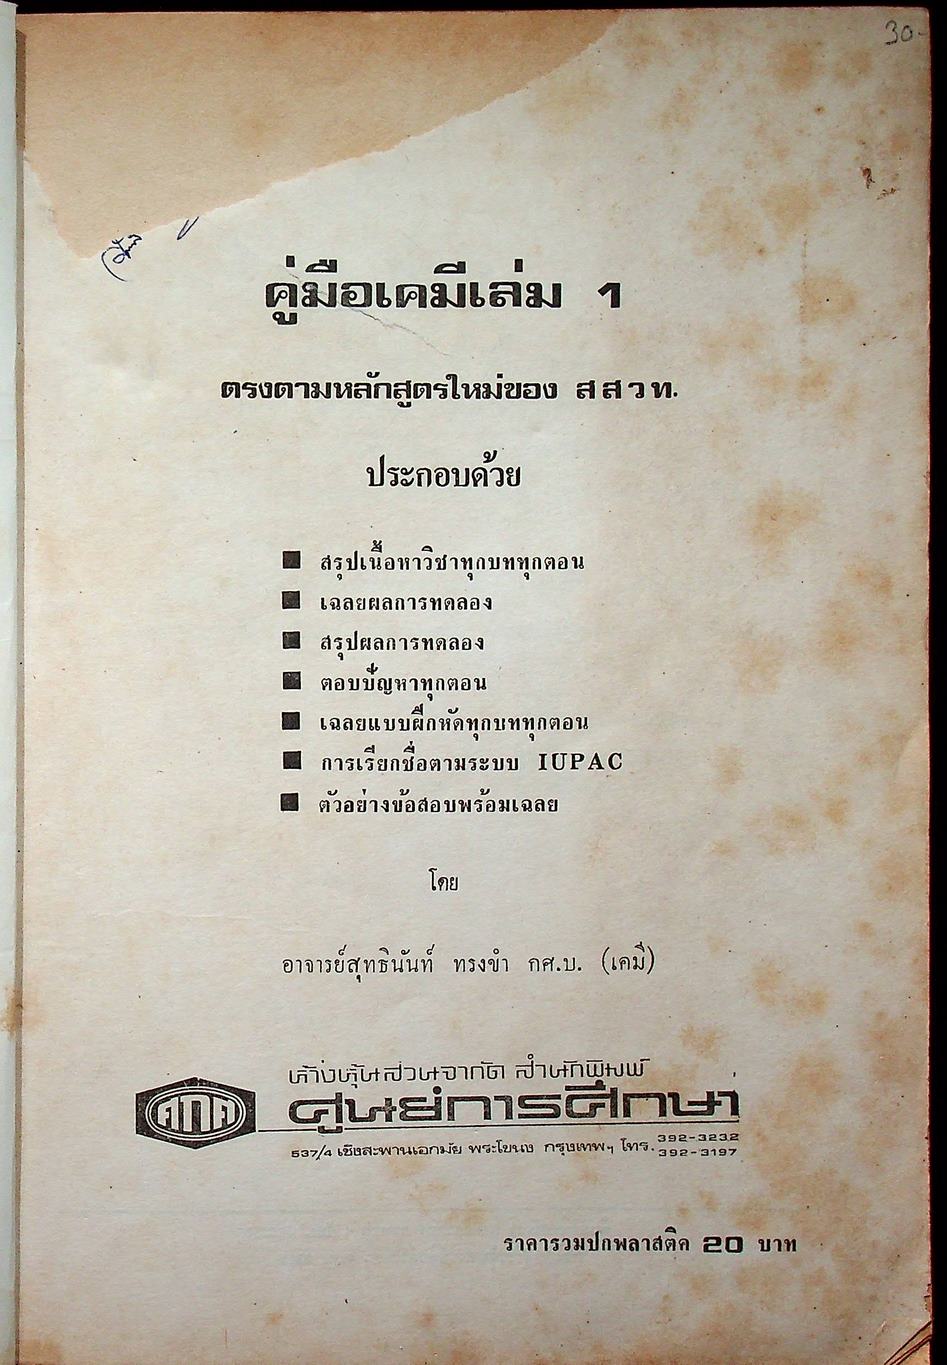 30.-
คู่มือเคมีเล่ม 1
ตรงตามหลักสูตรใหม่ของ สสวท.
ประกอบด้วย
■ สรุปเนื้อหาวิชาทุกบททุกตอน
■ เฉลยผลการทดลอง
■ สรุปผลการทดลอง
■ ตอบปัญหาทุกตอน
■ เฉลยแบบฝึกหัดทุกบททุกตอน
■ การเรียกชื่อตามระบบ IUPAC
■ ตัวอย่างข้อสอบพร้อมเฉลย
โดย
อาจารย์สุทธินันท์ ทรงขำ กศ.บ. (เคมี)
ห้างหุ้นส่วนจำกัด สำนักพิมพ์
ศูนย์การศึกษา
537/4 เชิงสะพานเอกมัย พระโขนง กรุงเทพฯ โทร. 392-3232
392-3197
ราคารวมปกพลาสติค 20 บาท